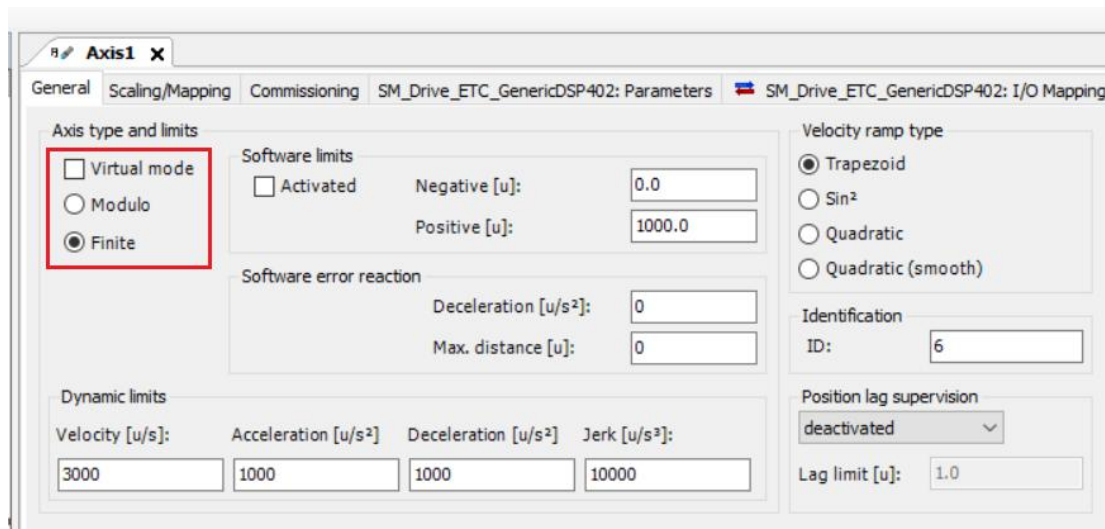 Axis1 x
General Scaling/Mapping Commissioning SM_Drive_ETC_GenericDSP402: Parameters SM_Drive_ETC_GenericDSP402: I/O Mapping
Axis type and limits
Virtual mode
Modulo
Finite
Software limits
Activated
Negative [u]: 0.0
Positive [u]: 1000.0
Software error reaction
Deceleration [u/s²]: 0
Max. distance [u]: 0
Dynamic limits
Velocity [u/s]: Acceleration [u/s²] Deceleration [u/s²] Jerk [u/s³]:
3000 1000 1000 10000
Velocity ramp type
Trapezoid
Sin²
Quadratic
Quadratic (smooth)
Identification
ID: 6
Position lag supervision
deactivated
Lag limit [u]: 1.0